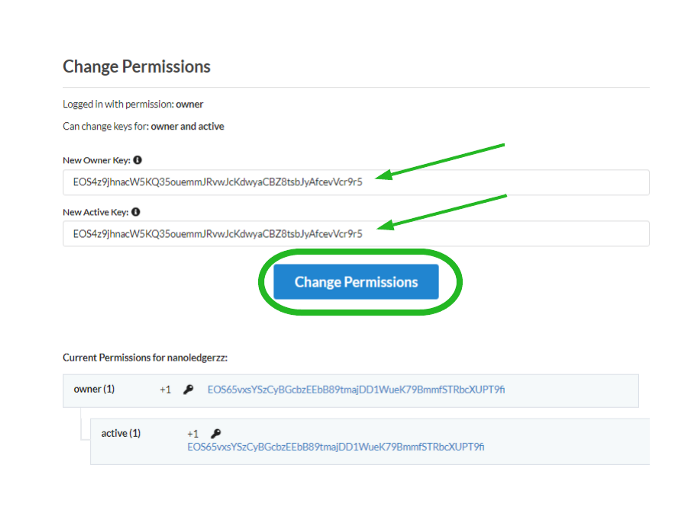 Change Permissions
Logged in with permission: owner
Can change keys for: owner and active
New Owner Key:
EOS4z9jhnacW5KQ35ouemmJRvwJcKdwyaCBZ8tsbJyAfcevVcr9r5
New Active Key:
EOS4z9jhnacW5KQ35ouemmJRvwJcKdwyaCBZ8tsbJyAfcevVcr9r5
Change Permissions
Current Permissions for nanoledgerzz:
owner (1) +1 EOS65vxsYSzCyBGcbzEEbB89tmajDD1WueK79BmmfSTRbcXUPT9fi
active (1) +1
EOS65vxsYSzCyBGcbzEEbB89tmajDD1WueK79BmmfSTRbcXUPT9fi